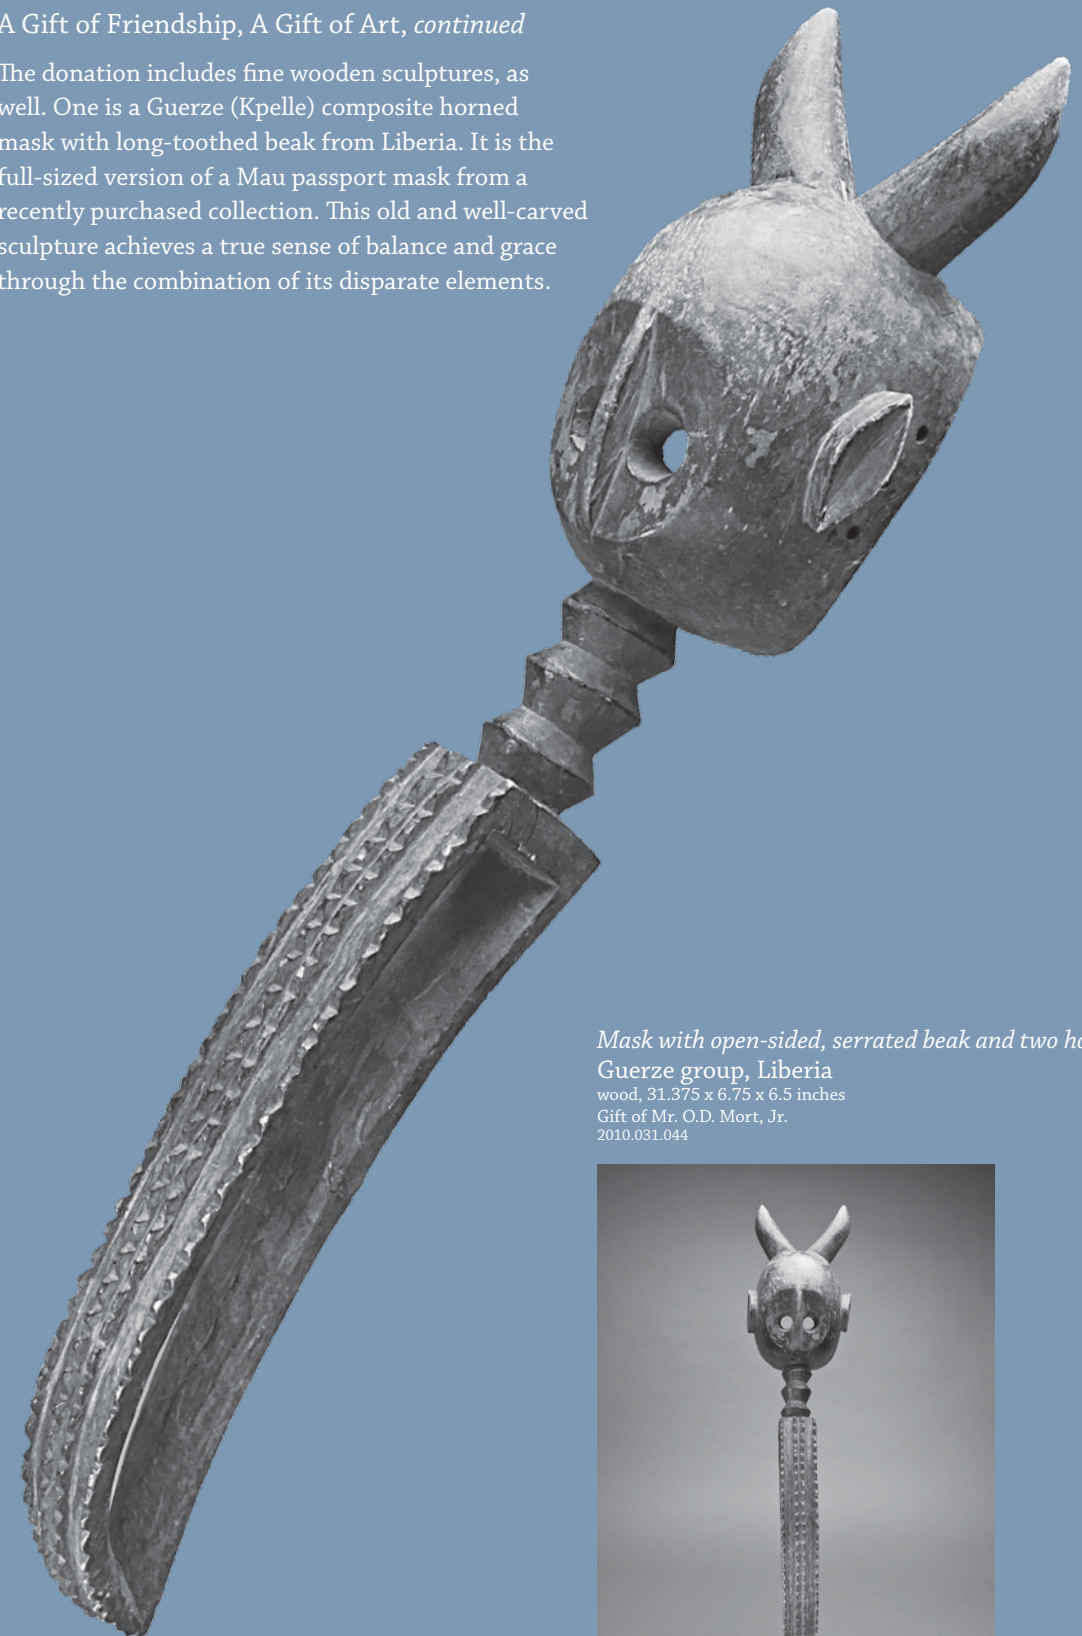 A Gift of Friendship, A Gift of Art, continued
The donation includes fine wooden sculptures, as
well. One is a Guerze (Kpelle) composite horned
mask with long-toothed beak from Liberia. It is the
full-sized version of a Mau passport mask from a
recently purchased collection. This old and well-carved
sculpture achieves a true sense of balance and grace
through the combination of its disparate elements.
Mask with open-sided, serrated beak and two
Guerze group, Liberia
wood, 31.375 x 6.75 x 6.5 inches
Gift of Mr. O.D. Mort, Jr.
2010.031.044